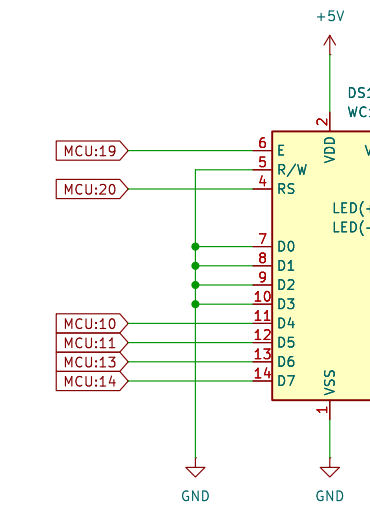 +5V
DS1
WC1
2
VDD
V
MCU:19
6
E
5
R/W
MCU:20
4
RS
LED(+
LED(-
7
D0
8
D1
9
D2
10
D3
MCU:10
11
D4
MCU:11
12
D5
MCU:13
13
D6
MCU:14
14
D7
VSS
1
GND
GND